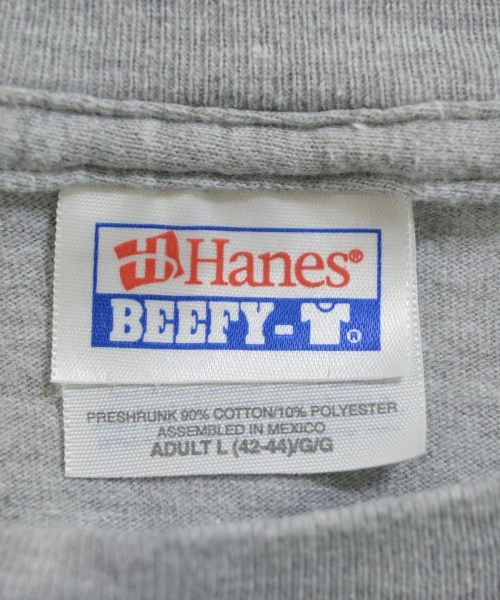 Hanes®
BEEFY-T®
PRESHRUNK 90% COTTON/10% POLYESTER
ASSEMBLED IN MEXICO
ADULT L (42-44)/G/G